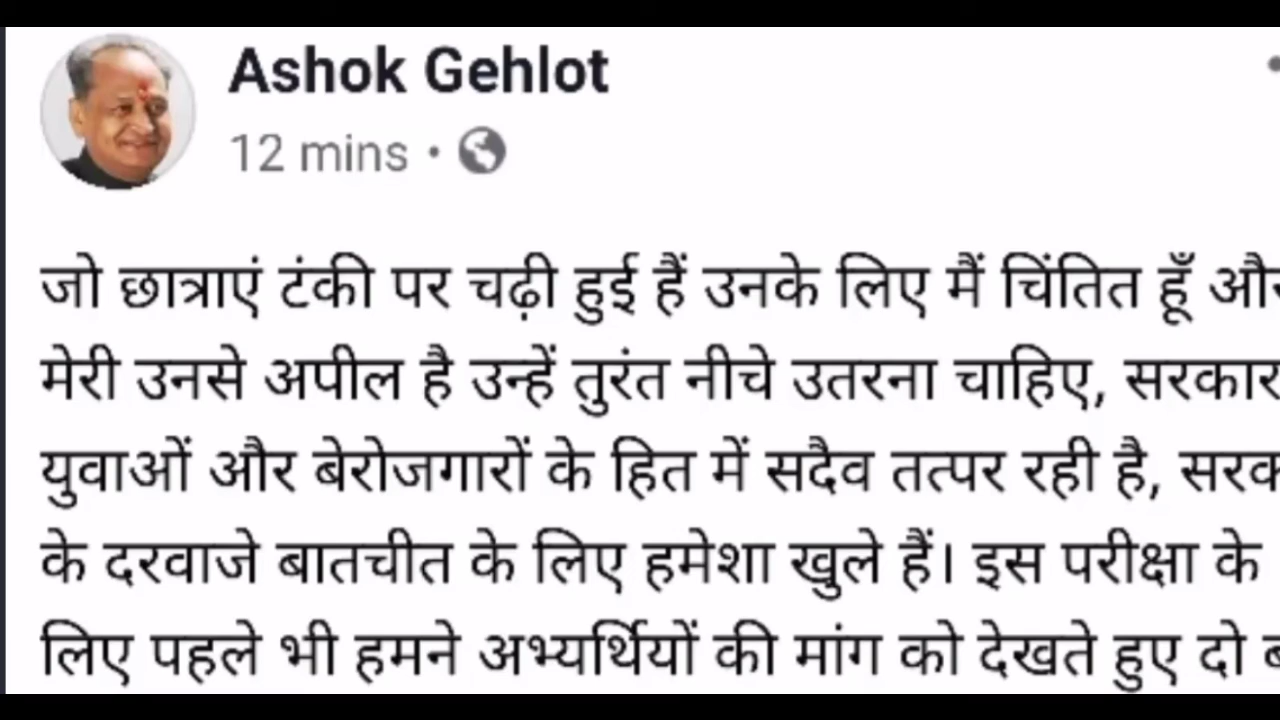 Ashok Gehlot
12 mins ·
जो छात्राएं टंकी पर चढ़ी हुई हैं उनके लिए मैं चिंतित हूँ
मेरी उनसे अपील है उन्हें तुरंत नीचे उतरना चाहिए, सरकार
युवाओं और बेरोजगारों के हित में सदैव तत्पर रही है,
के दरवाजे बातचीत के लिए हमेशा खुले हैं। इस परीक्षा के
लिए पहले भी हमने अभ्यर्थियों की मांग को देखते हुए दो